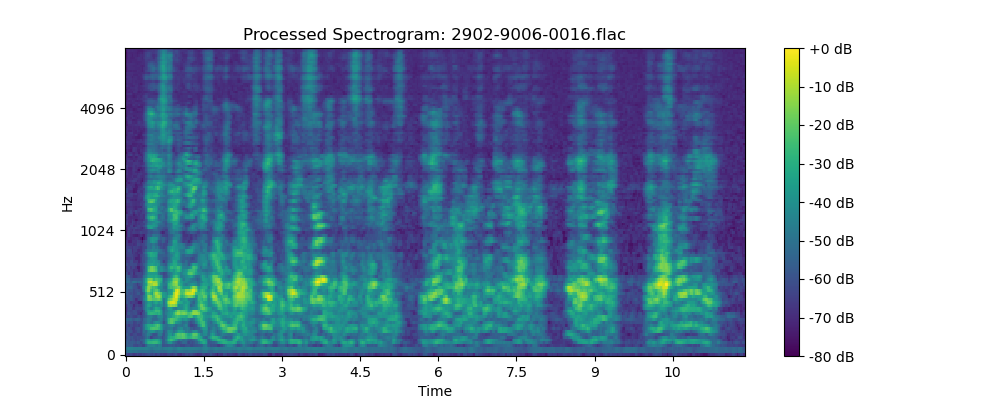 Processed Spectrogram: 2902-9006-0016.flac
+0 dB
4096
-10 dB
-20 dB
2048
-30 dB
Hz
-40 dB
1024
-50 dB
-60 dB
512
-70 dB
0
-80 dB
0 1.5 3 4.5 6 7.5 9 10
Time